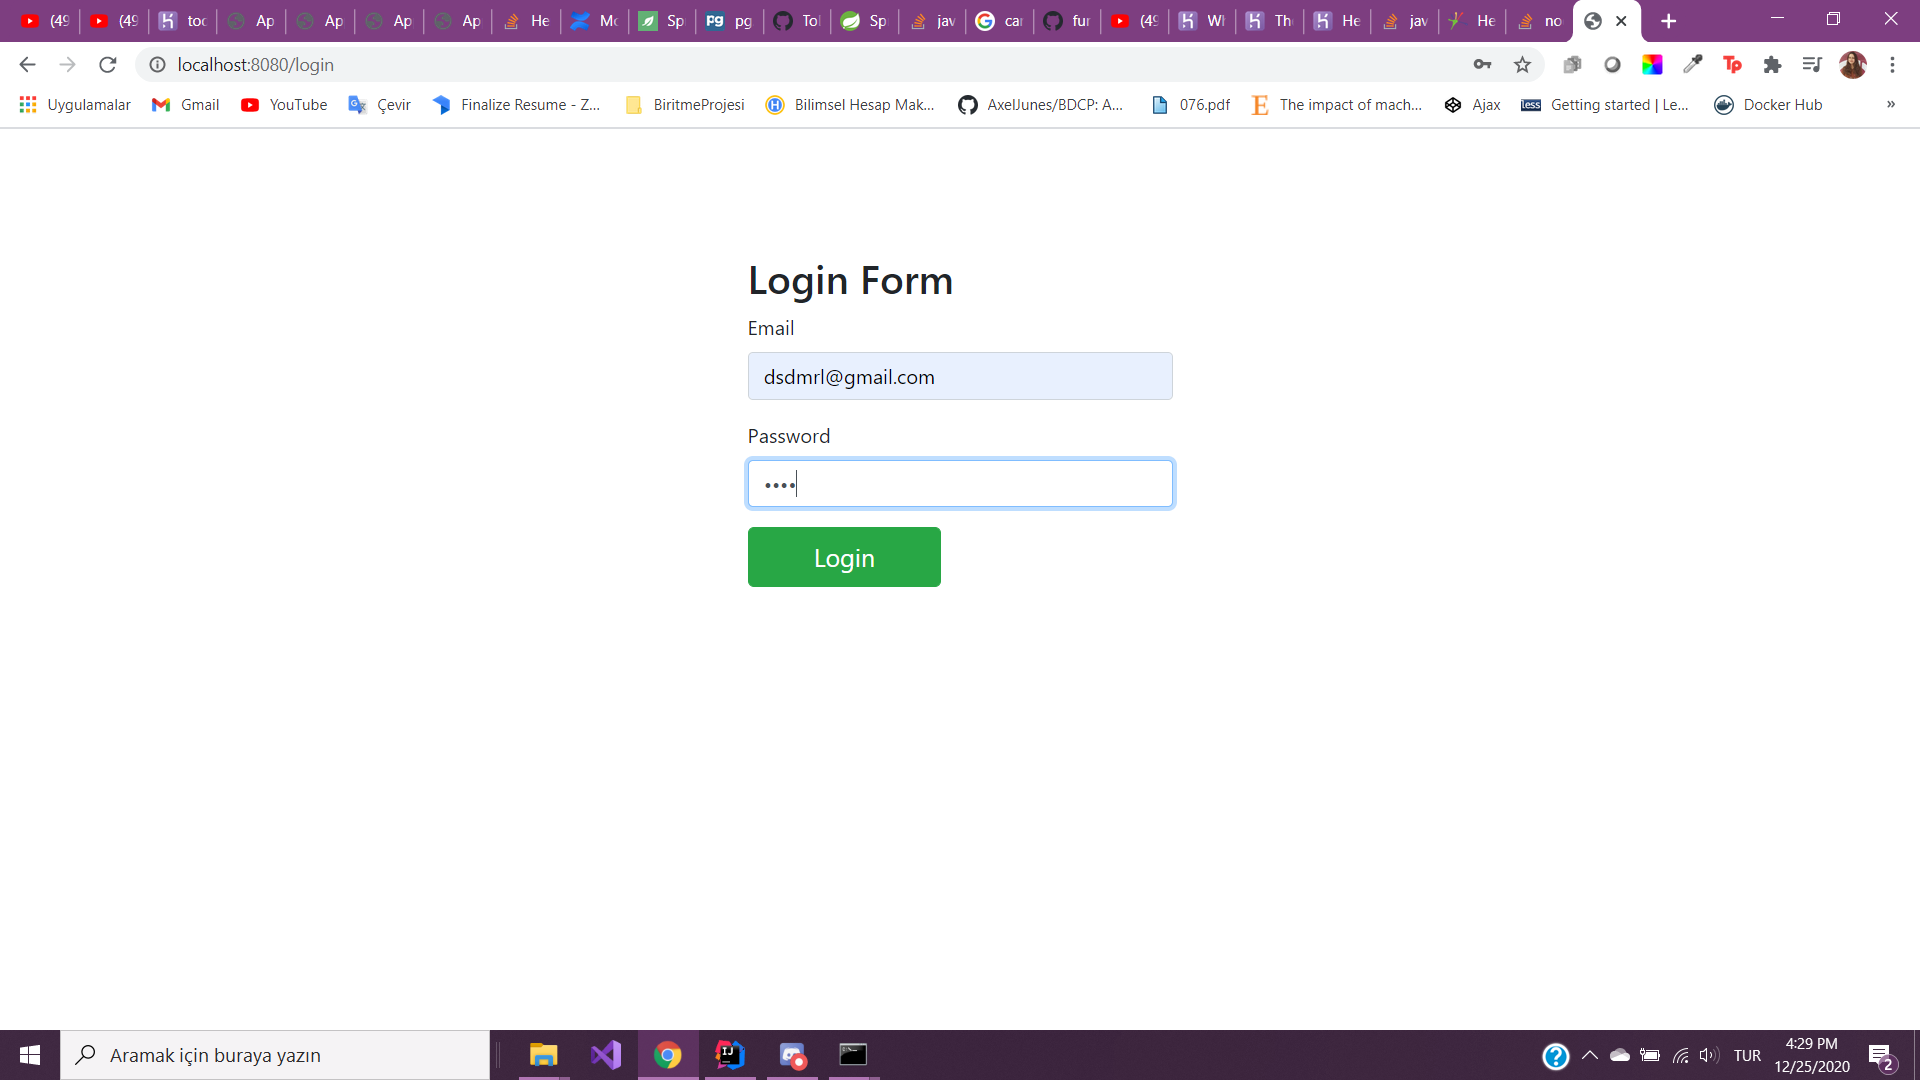 (49 (49 too Ap Ap Ap Ap He Mo Sp pg Tol Sp jav car fur (49 Wh Th He jav He no
localhost:8080/login
Uygulamalar Gmail YouTube Çevir Finalize Resume - Z... BiritmeProjesi Bilimsel Hesap Mak... AxelJunes/BDCP: A... 076.pdf The impact of mach... Ajax Getting started | Le... Docker Hub »
Login Form
Email
dsdmrl@gmail.com
Password
••••
Login
Aramak için buraya yazın
TUR
4:29 PM
12/25/2020
2